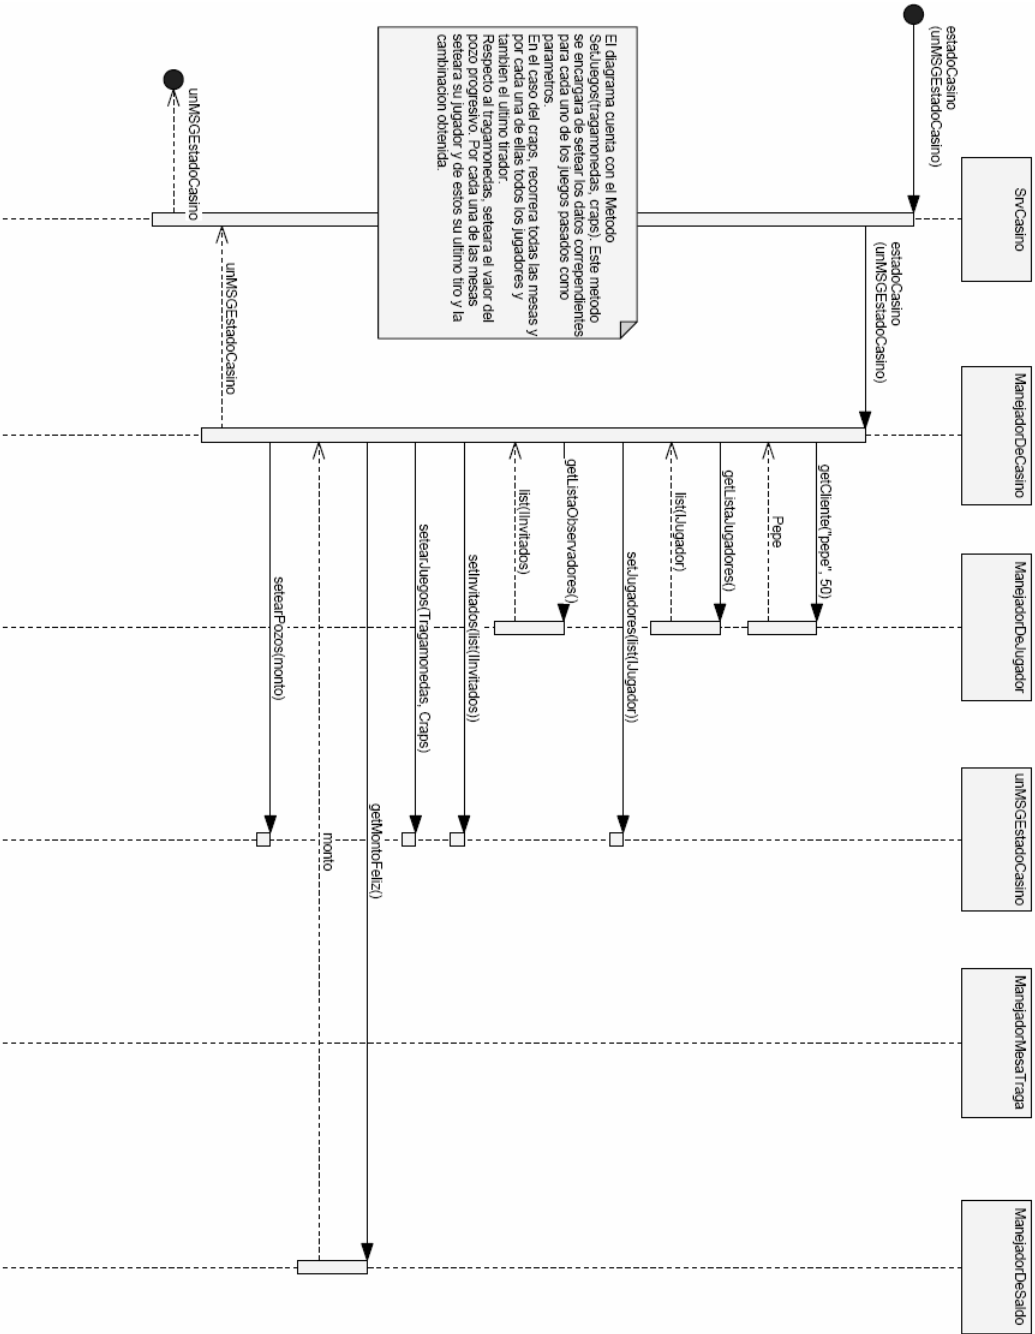 SrvCasino
ManejadorDeCasino
ManejadorDeJugador
unMSGEstadoCasino
ManejadorMesaTraga
ManejadorDeSaldo
estadoCasino
(unMSGEstadoCasino)
estadoCasino
(unMSGEstadoCasino)
getCliente("pepe", 50)
Pepe
getListaJugadores()
list(IJugador)
setJugadores(list(IJugador))
getListaObservadores()
list(IInvitados)
setInvitados(list(IInvitados))
setearJuegos(Tragamonedas, Craps)
getMontoFeliz()
monto
setearPozos(monto)
unMSGEstadoCasino
unMSGEstadoCasino
El diagrama cuenta con el Metodo
SetJuegos(tragamonedas, craps). Este metodo
se encargara de setear los datos correpondientes
para cada uno de los juegos pasados como
parametros.
En el caso del craps, recorrera todas las mesas y
por cada una de ellas todos los jugadores y
tambien el ultimo tirador.
Respecto al tragamonedas, seteara el valor del
pozo progresivo. Por cada una de las mesas
seteara su jugador y de estos su ultimo tiro y la
cambinacion obtenida.